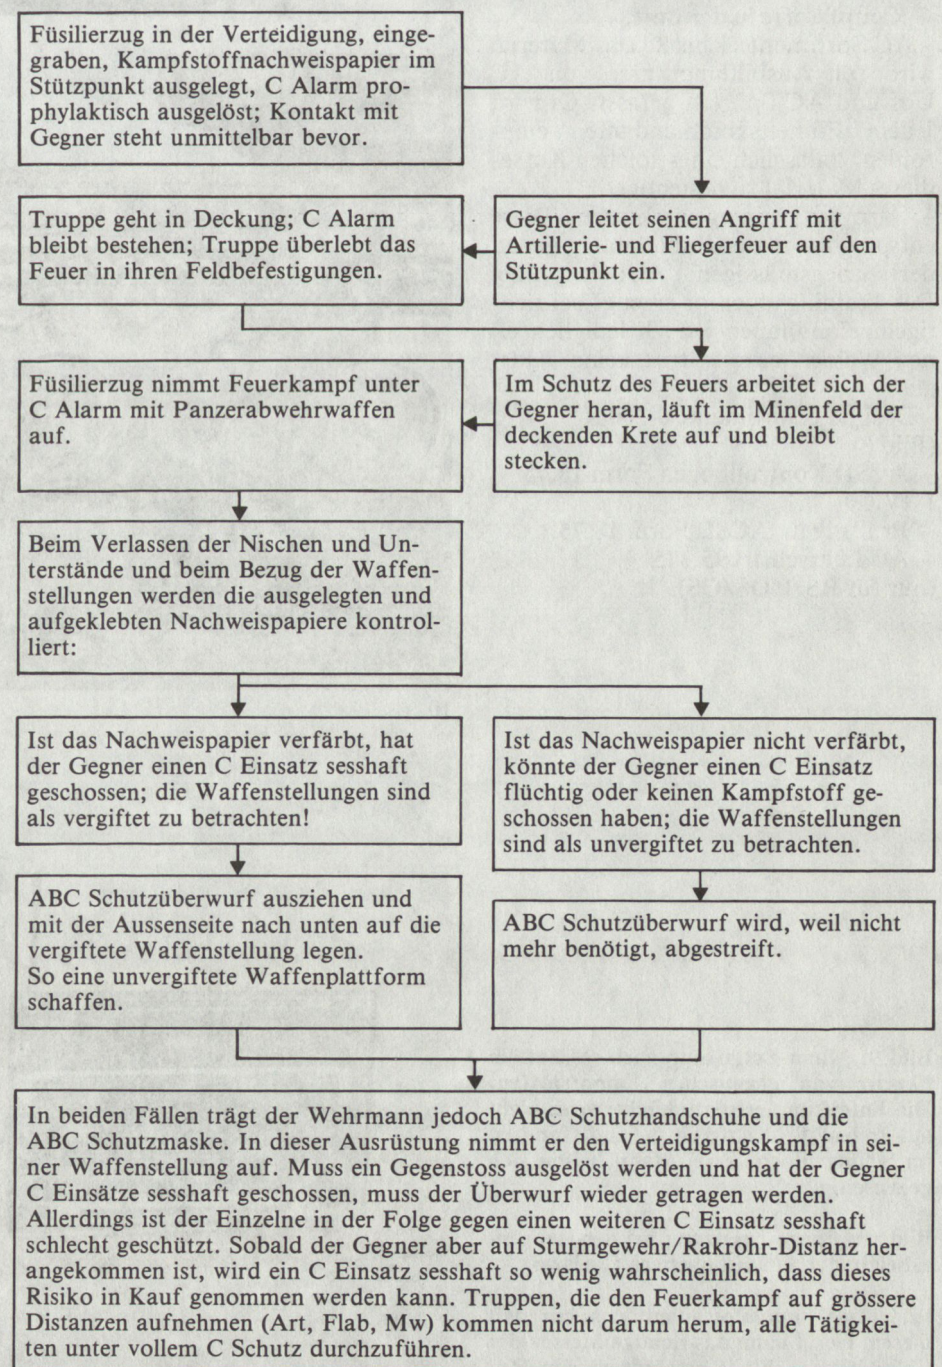 Füsilierzug in der Verteidigung, einge-
graben, Kampfstoffnachweispapier im
Stützpunkt ausgelegt, C Alarm pro-
phylaktisch ausgelöst; Kontakt mit
Gegner steht unmittelbar bevor.
Gegner leitet seinen Angriff mit
Artillerie- und Fliegerfeuer auf den
Stützpunkt ein.
Truppe geht in Deckung; C Alarm
bleibt bestehen; Truppe überlebt das
Feuer in ihren Feldbefestigungen.
Im Schutz des Feuers arbeitet sich der
Gegner heran, läuft im Minenfeld der
deckenden Krete auf und bleibt
stecken.
Füsilierzug nimmt Feuerkampf unter
C Alarm mit Panzerabwehrwaffen
auf.
Beim Verlassen der Nischen und Un-
terstände und beim Bezug der Waffen-
stellungen werden die ausgelegten und
aufgeklebten Nachweispapiere kontrol-
liert:
Ist das Nachweispapier verfärbt, hat
der Gegner einen C Einsatz sesshaft
geschossen; die Waffenstellungen sind
als vergiftet zu betrachten!
Ist das Nachweispapier nicht verfärbt,
könnte der Gegner einen C Einsatz
flüchtig oder keinen Kampfstoff ge-
schossen haben; die Waffenstellungen
sind als unvergiftet zu betrachten.
ABC Schutzüberwurf ausziehen und
mit der Aussenseite nach unten auf die
vergiftete Waffenstellung legen.
So eine unvergiftete Waffenplattform
schaffen.
ABC Schutzüberwurf wird, weil nicht
mehr benötigt, abgestreift.
In beiden Fällen trägt der Wehrmann jedoch ABC Schutzhandschuhe und die
ABC Schutzmaske. In dieser Ausrüstung nimmt er den Verteidigungskampf in sei-
ner Waffenstellung auf. Muss ein Gegenstoss ausgelöst werden und hat der Gegner
C Einsätze sesshaft geschossen, muss der Überwurf wieder getragen werden.
Allerdings ist der Einzelne in der Folge gegen einen weiteren C Einsatz sesshaft
schlecht geschützt. Sobald der Gegner aber auf Sturmgewehr/Rakrohr-Distanz her-
angekommen ist, wird ein C Einsatz sesshaft so wenig wahrscheinlich, dass dieses
Risiko in Kauf genommen werden kann. Truppen, die den Feuerkampf auf grössere
Distanzen aufnehmen (Art, Flab, Mw) kommen nicht darum herum, alle Tätigkei-
ten unter vollem C Schutz durchzuführen.